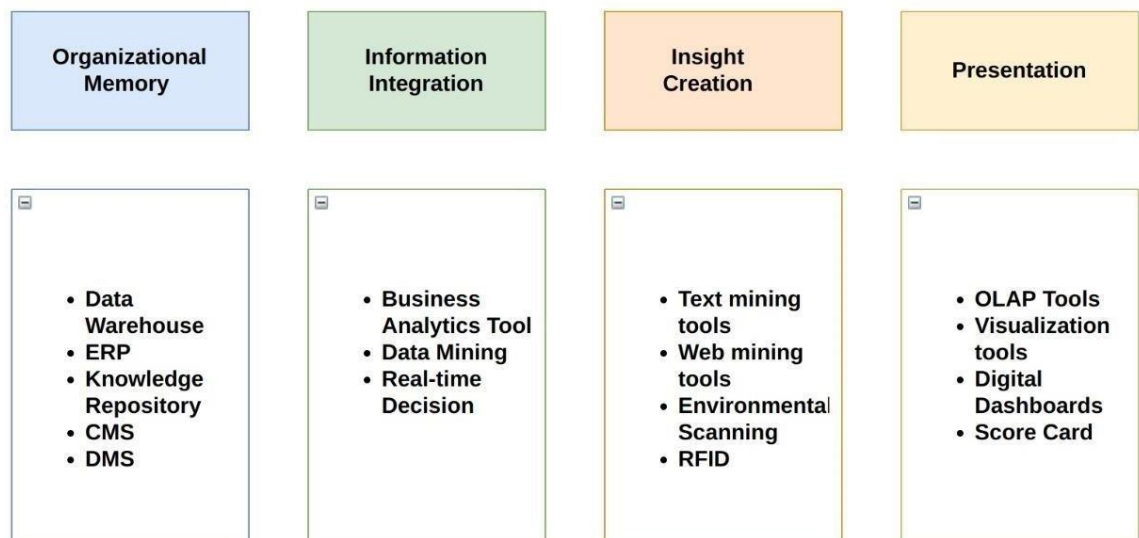 Organizational
Memory
Information
Integration
Insight
Creation
Presentation
• Data
Warehouse
• ERP
• Knowledge
Repository
• CMS
• DMS
• Business
Analytics Tool
• Data Mining
• Real-time
Decision
• Text mining
tools
• Web mining
tools
• Environmental
Scanning
• RFID
• OLAP Tools
• Visualization
tools
• Digital
Dashboards
• Score Card